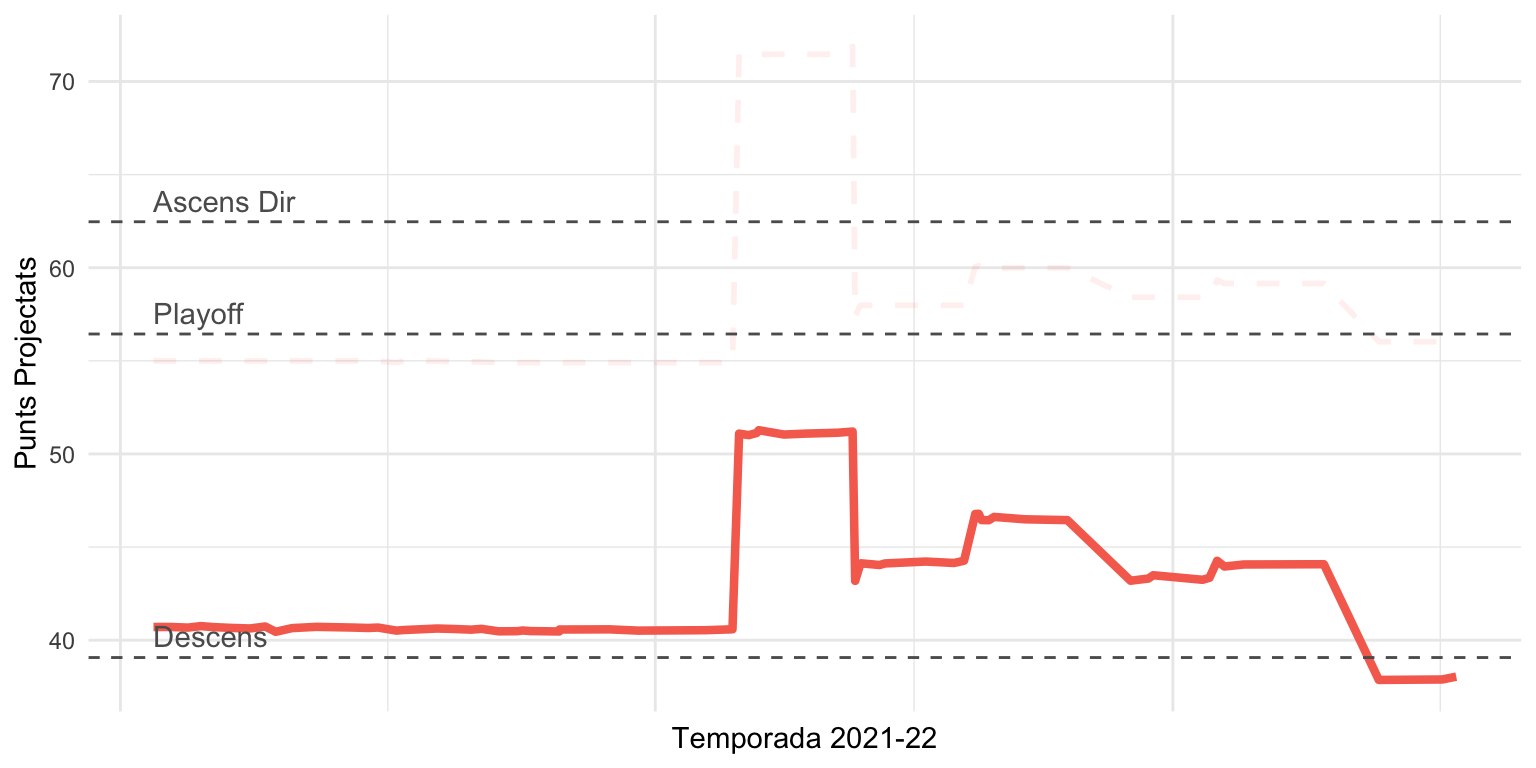 70
Ascens Dir
60
Playoff
50
Descens
40
Punts Projectats
Temporada 2021-22